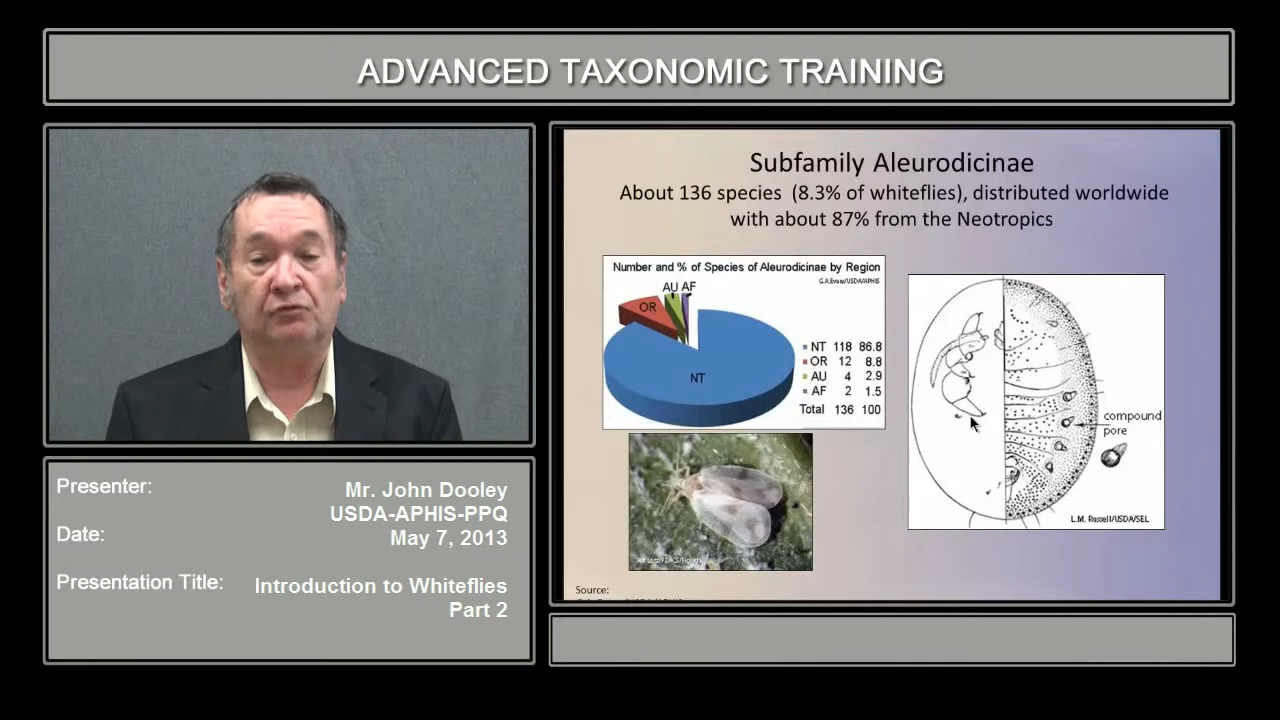 ADVANCED TAXONOMIC TRAINING
Presenter:
Mr. John Dooley
USDA-APHIS-PPQ
Date:
May 7, 2013
Presentation Title:
Introduction to Whiteflies
Part 2
Subfamily Aleurodicinae
About 136 species (8.3% of whiteflies), distributed worldwide
with about 87% from the Neotropics
Number and % of Species of Aleurodicinae by Region
G.A.Evans/USDA/APHIS
AU AF
OR
NT
NT 118 86.8
OR 12 8.8
AU 4 2.9
AF 2 1.5
Total 136 100
compound
pore
L.M. Russell/USDA/SEL
Source: